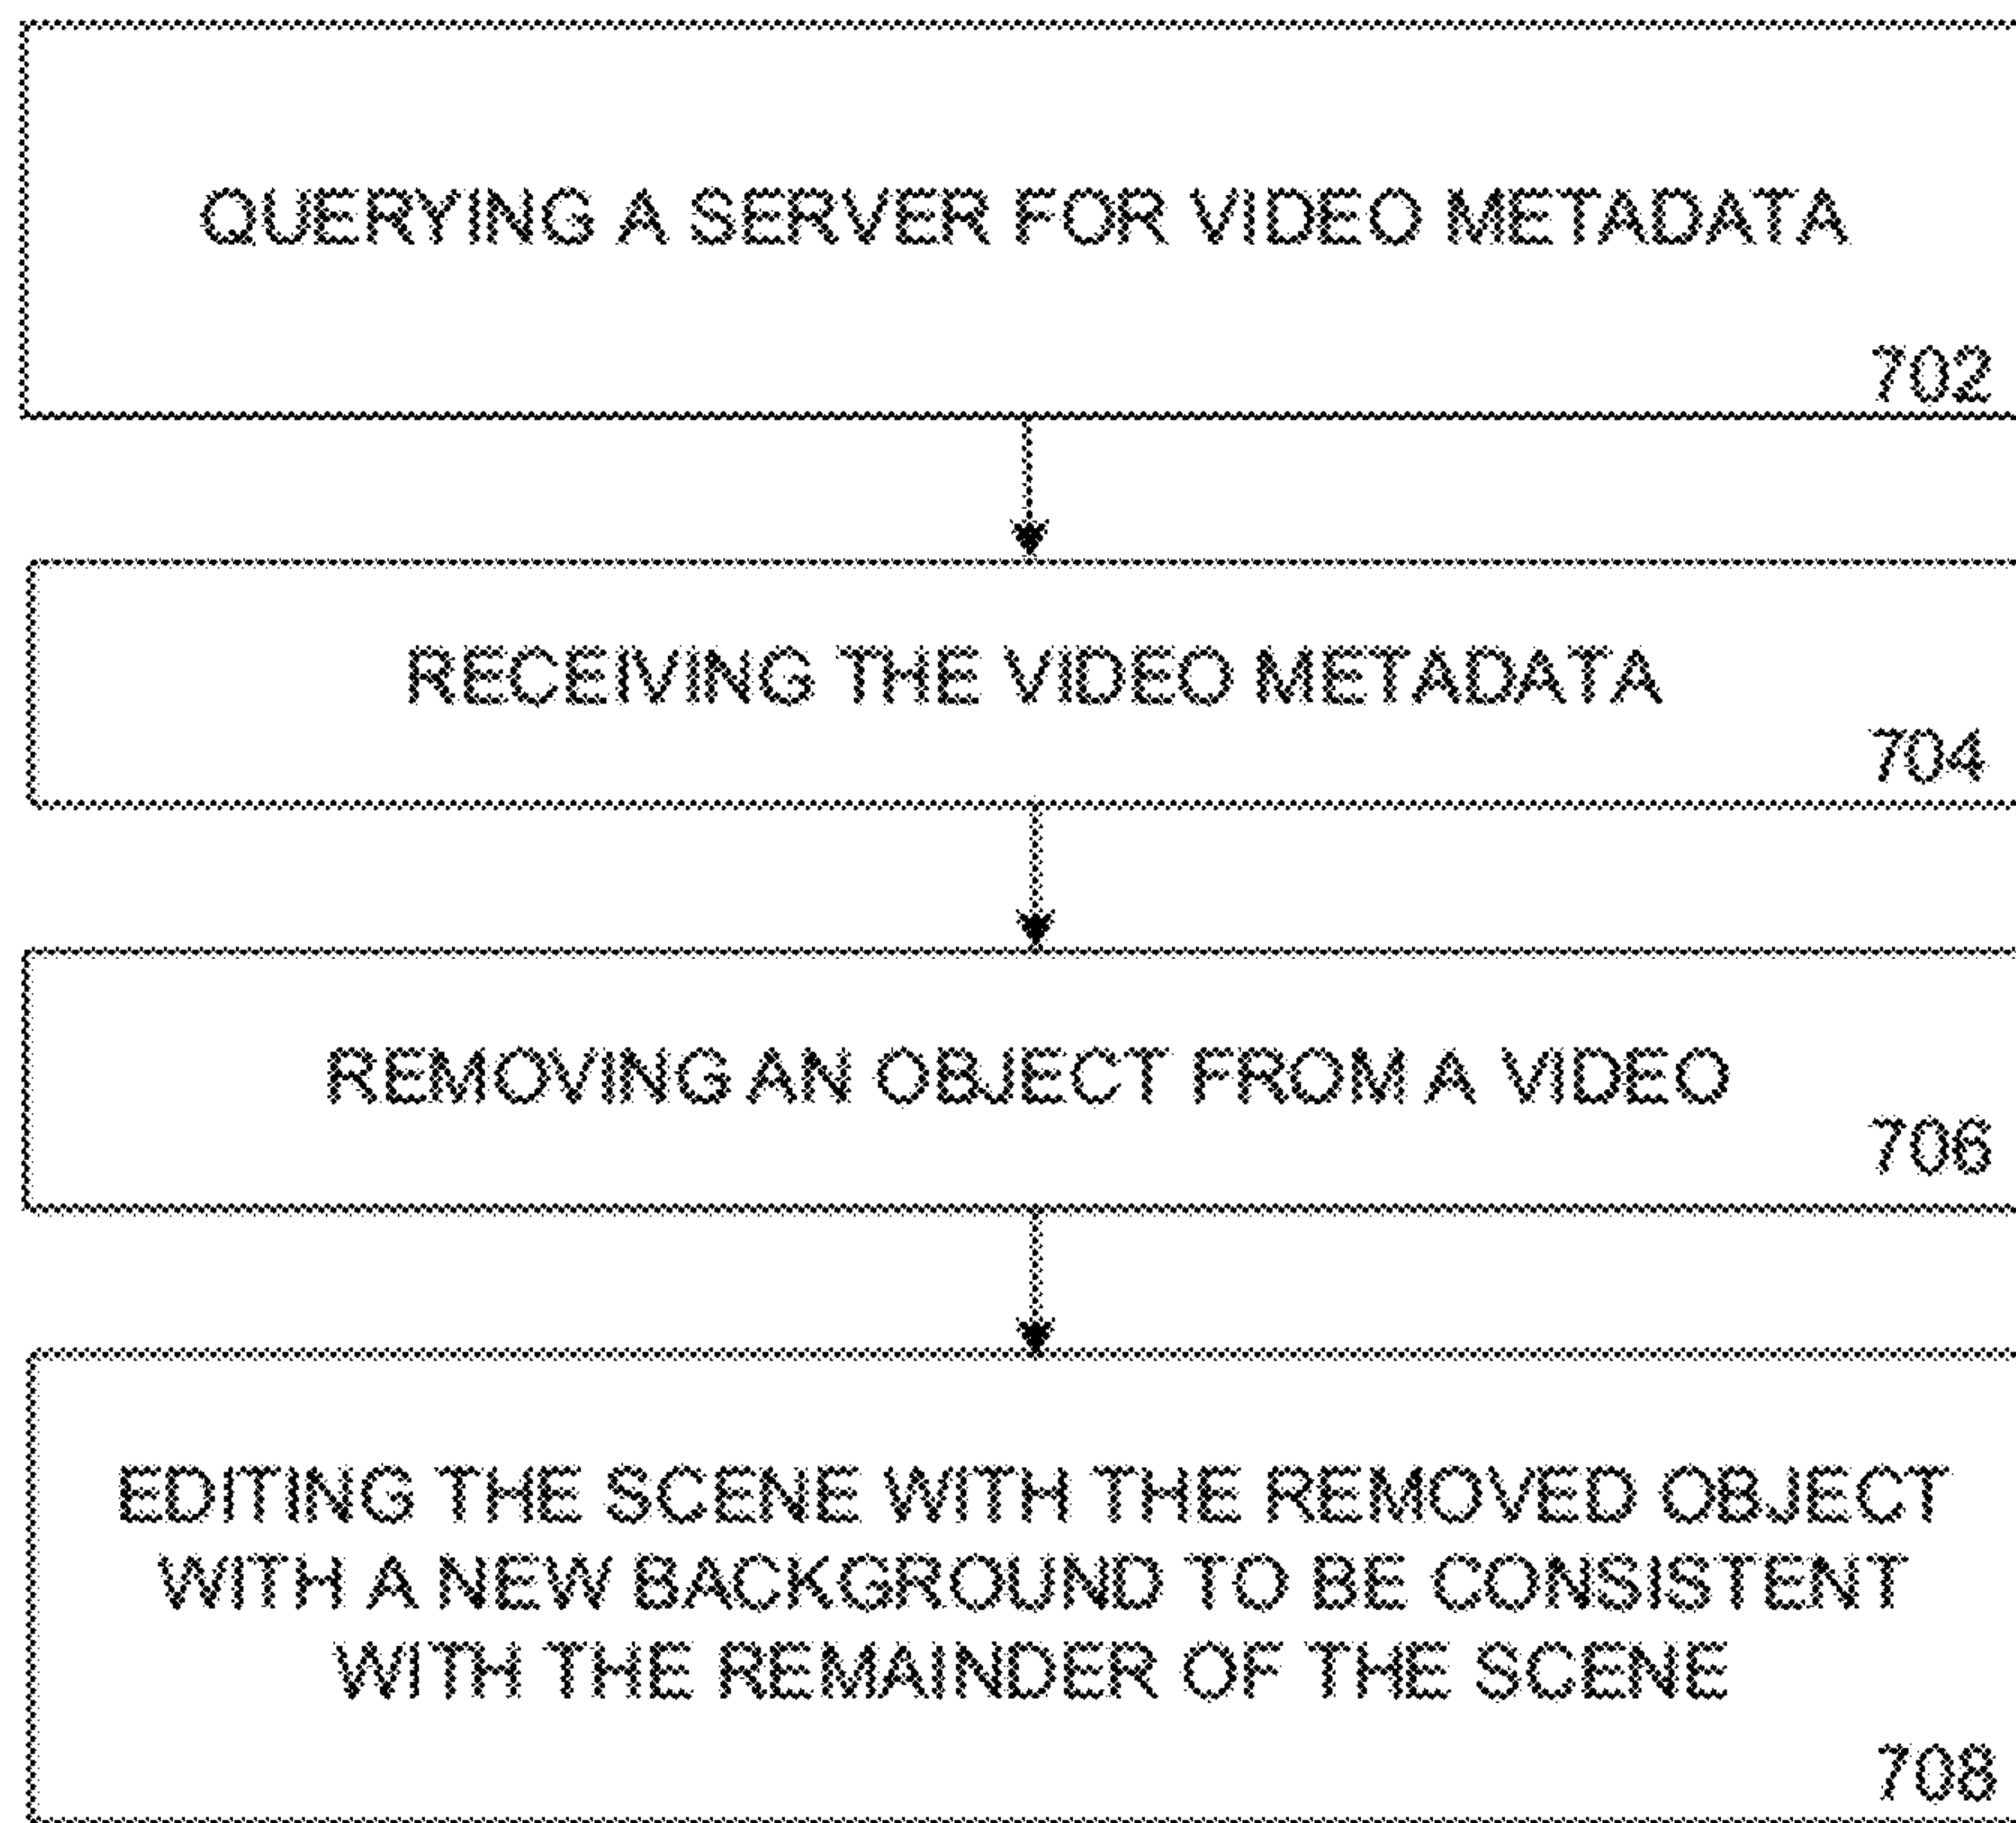 QUERYING A SERVER FOR VIDEO METADATA
702
RECEIVING THE VIDEO METADATA
704
REMOVING AN OBJECT FROM A VIDEO
706
EDITING THE SCENE WITH THE REMOVED OBJECT
WITH A NEW BACKGROUND TO BE CONSISTENT
WITH THE REMAINDER OF THE SCENE
708